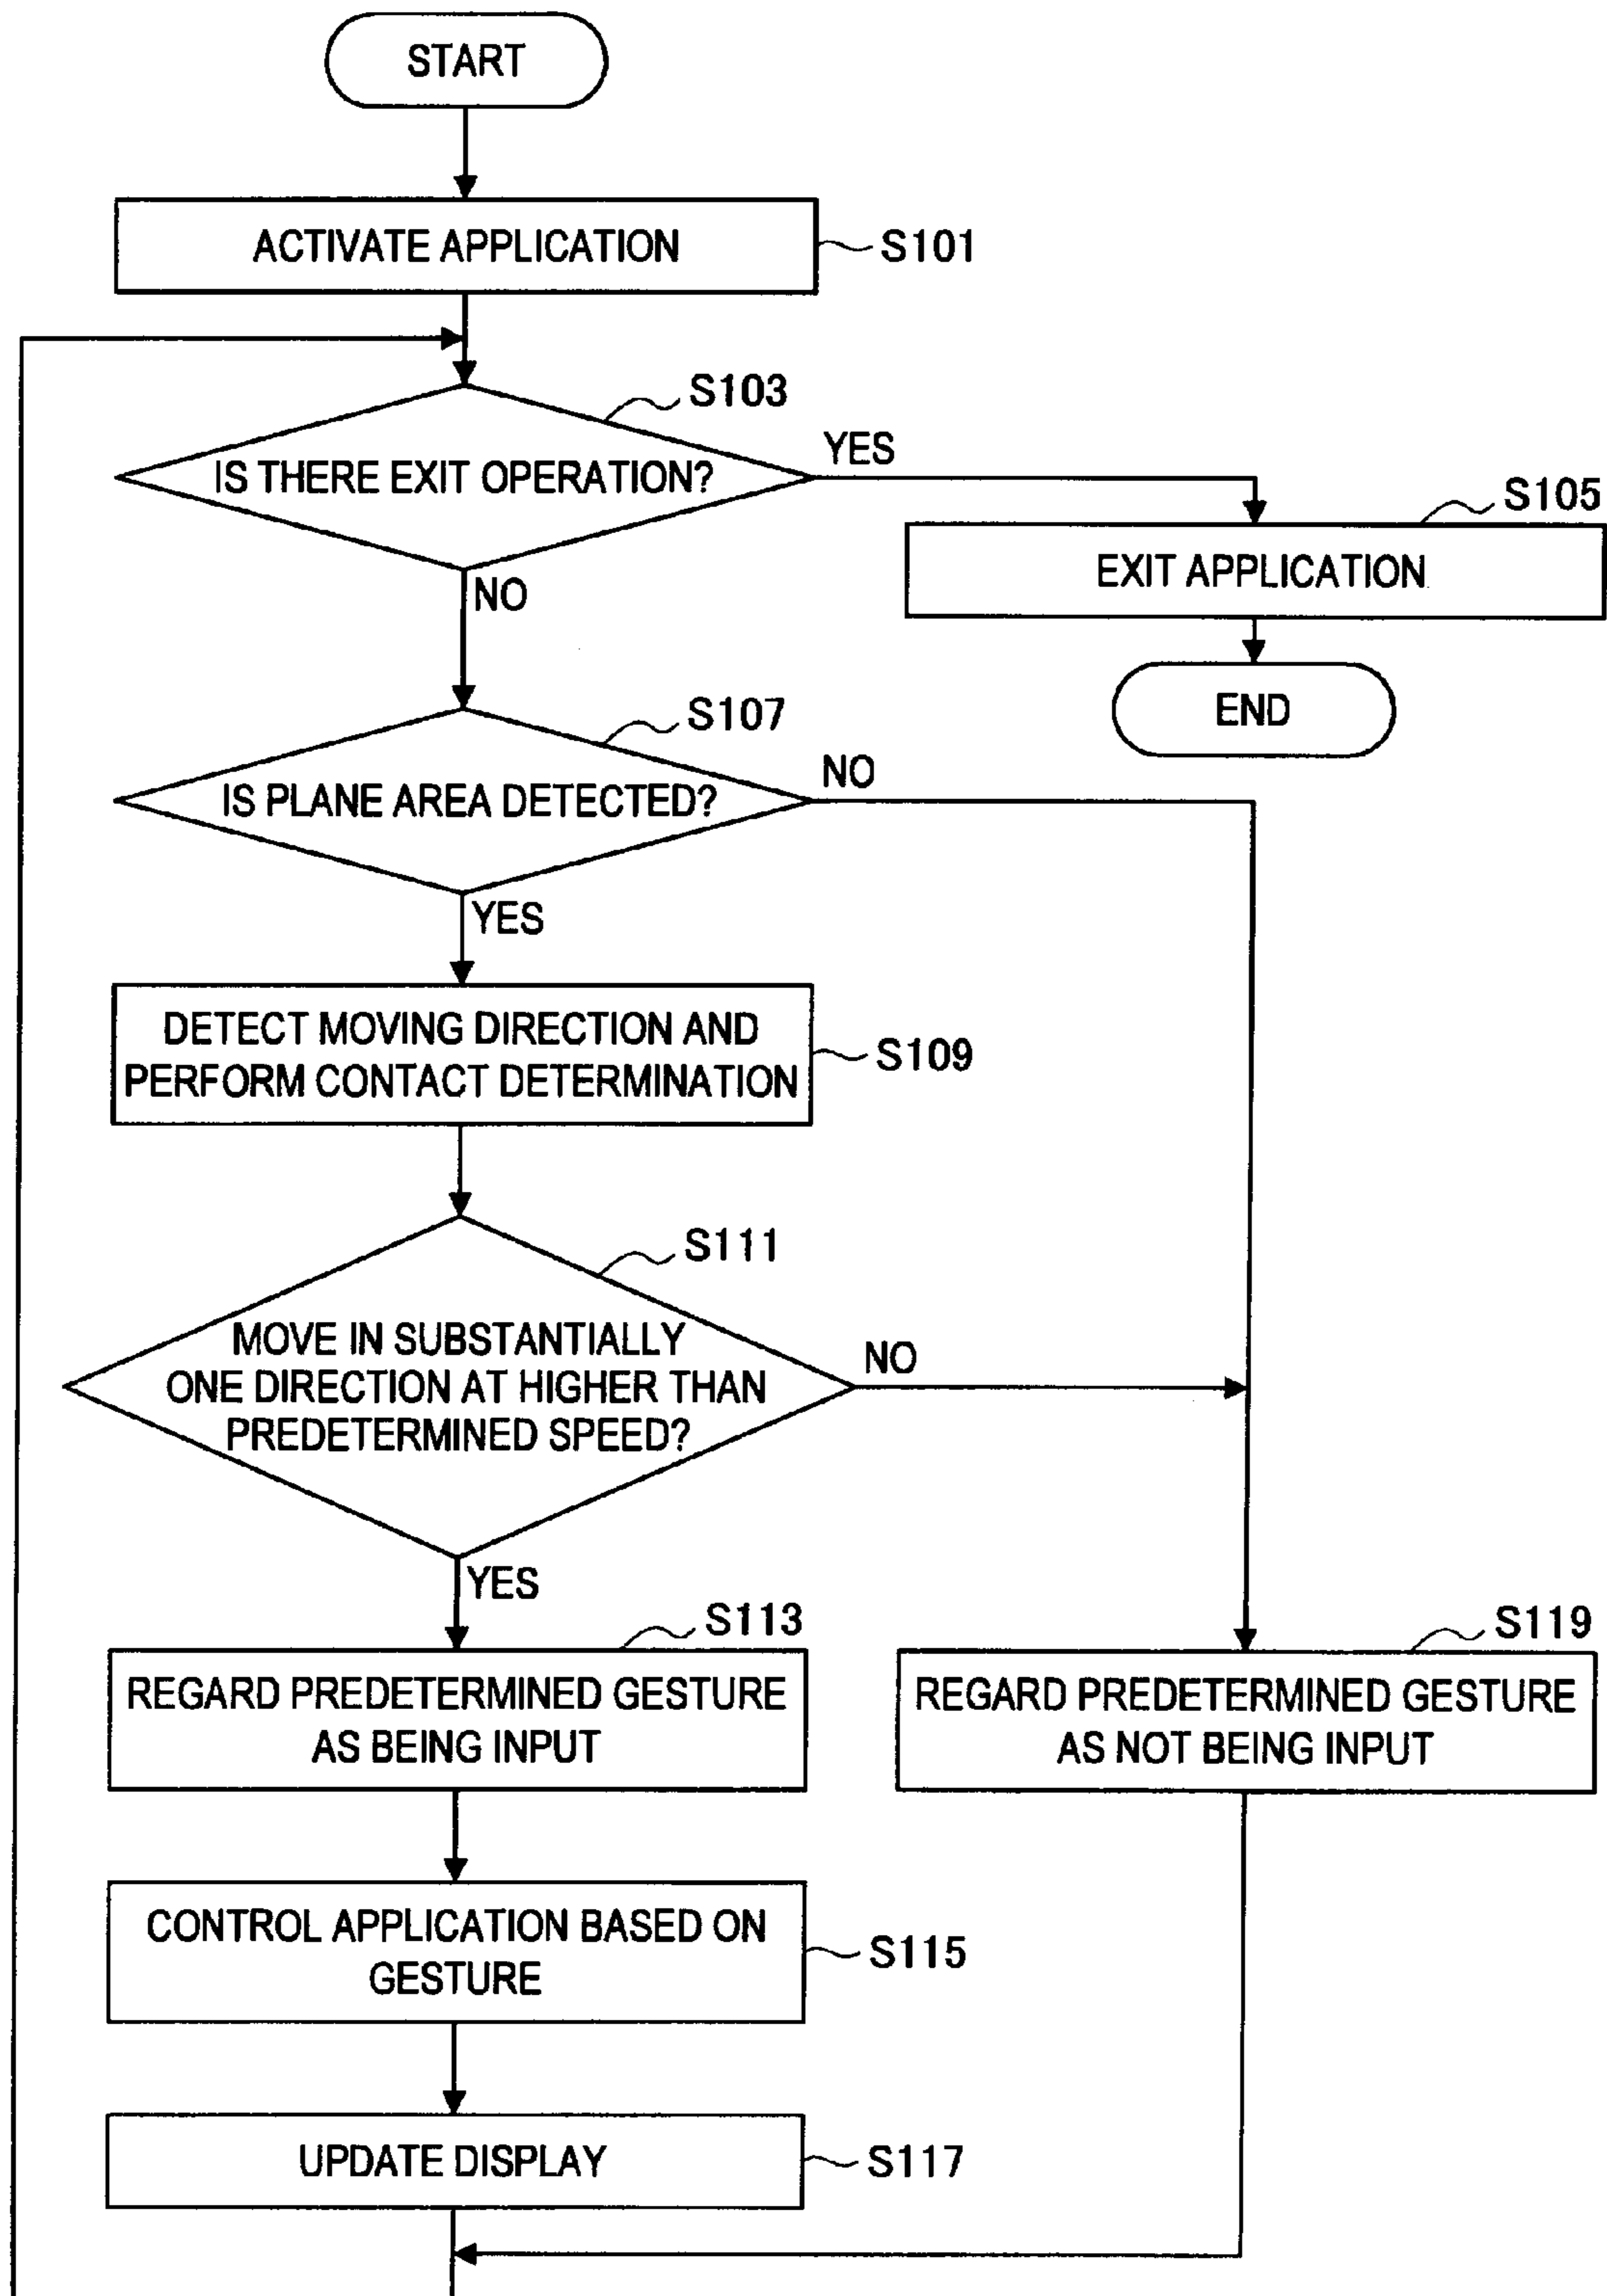 START
ACTIVATE APPLICATION
S101
S103
IS THERE EXIT OPERATION?
YES
S105
EXIT APPLICATION
NO
END
S107
IS PLANE AREA DETECTED?
NO
YES
DETECT MOVING DIRECTION AND
PERFORM CONTACT DETERMINATION
S109
S111
MOVE IN SUBSTANTIALLY
ONE DIRECTION AT HIGHER THAN
PREDETERMINED SPEED?
NO
YES
S113
REGARD PREDETERMINED GESTURE
AS BEING INPUT
S119
REGARD PREDETERMINED GESTURE
AS NOT BEING INPUT
CONTROL APPLICATION BASED ON
GESTURE
S115
UPDATE DISPLAY
S117